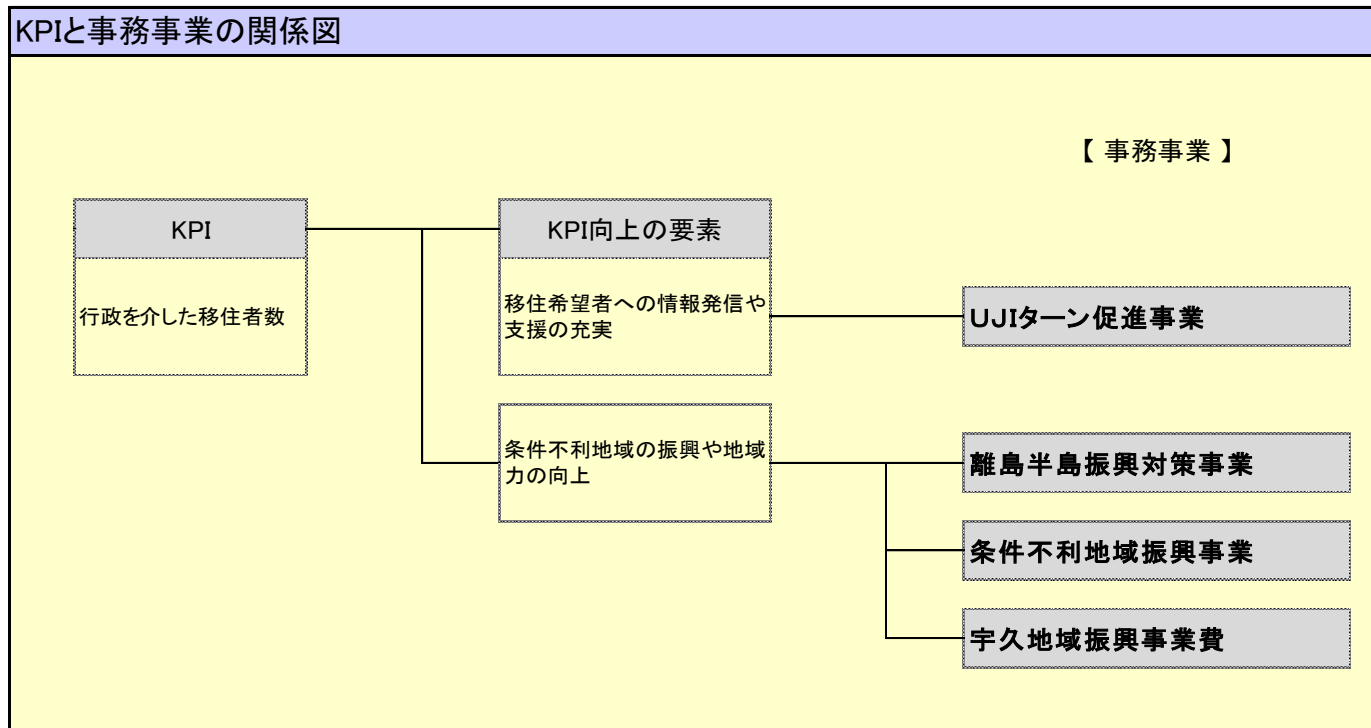 KPIと事務事業の関係図
【 事務事業 】
KPI
行政を介した移住者数
KPI向上の要素
移住希望者への情報発信や
支援の充実
UJIターン促進事業
条件不利地域の振興や地域
力の向上
離島半島振興対策事業
条件不利地域振興事業
宇久地域振興事業費